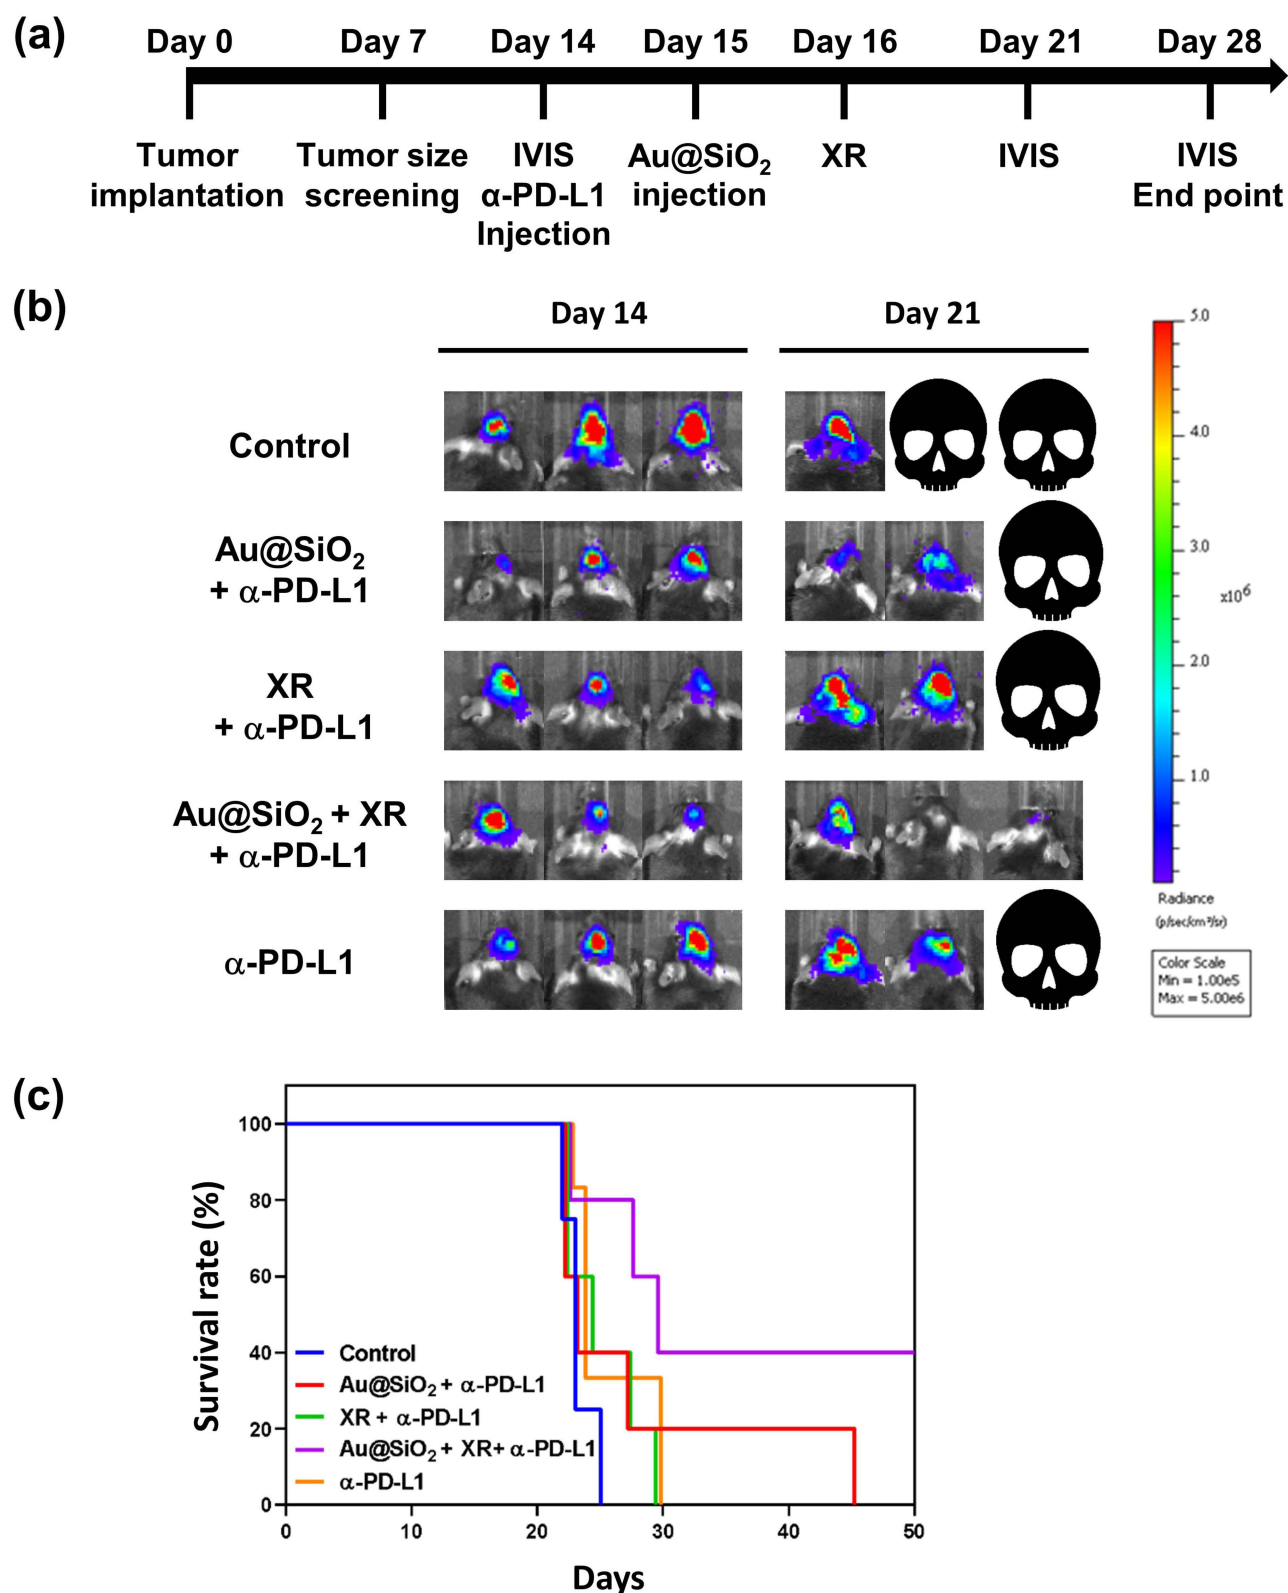 (a)
Day 0 Day 7 Day 14 Day 15 Day 16 Day 21 Day 28
Tumor implantation
Tumor size screening
IVIS
α-PD-L1
Injection
Au@SiO2
injection
XR
IVIS
IVIS
End point
(b)
Day 14 Day 21
Control
Au@SiO2
+ α-PD-L1
XR
+ α-PD-L1
Au@SiO2 + XR
+ α-PD-L1
α-PD-L1
5.0
4.0
3.0
x10^6
2.0
1.0
Radiance
(p/sec/cm²/sr)
Color Scale
Min = 1.00e5
Max = 5.00e6
(c)
Survival rate (%)
100
80
60
40
20
0
Control
Au@SiO2 + α-PD-L1
XR + α-PD-L1
Au@SiO2 + XR+ α-PD-L1
α-PD-L1
0 10 20 30 40 50
Days